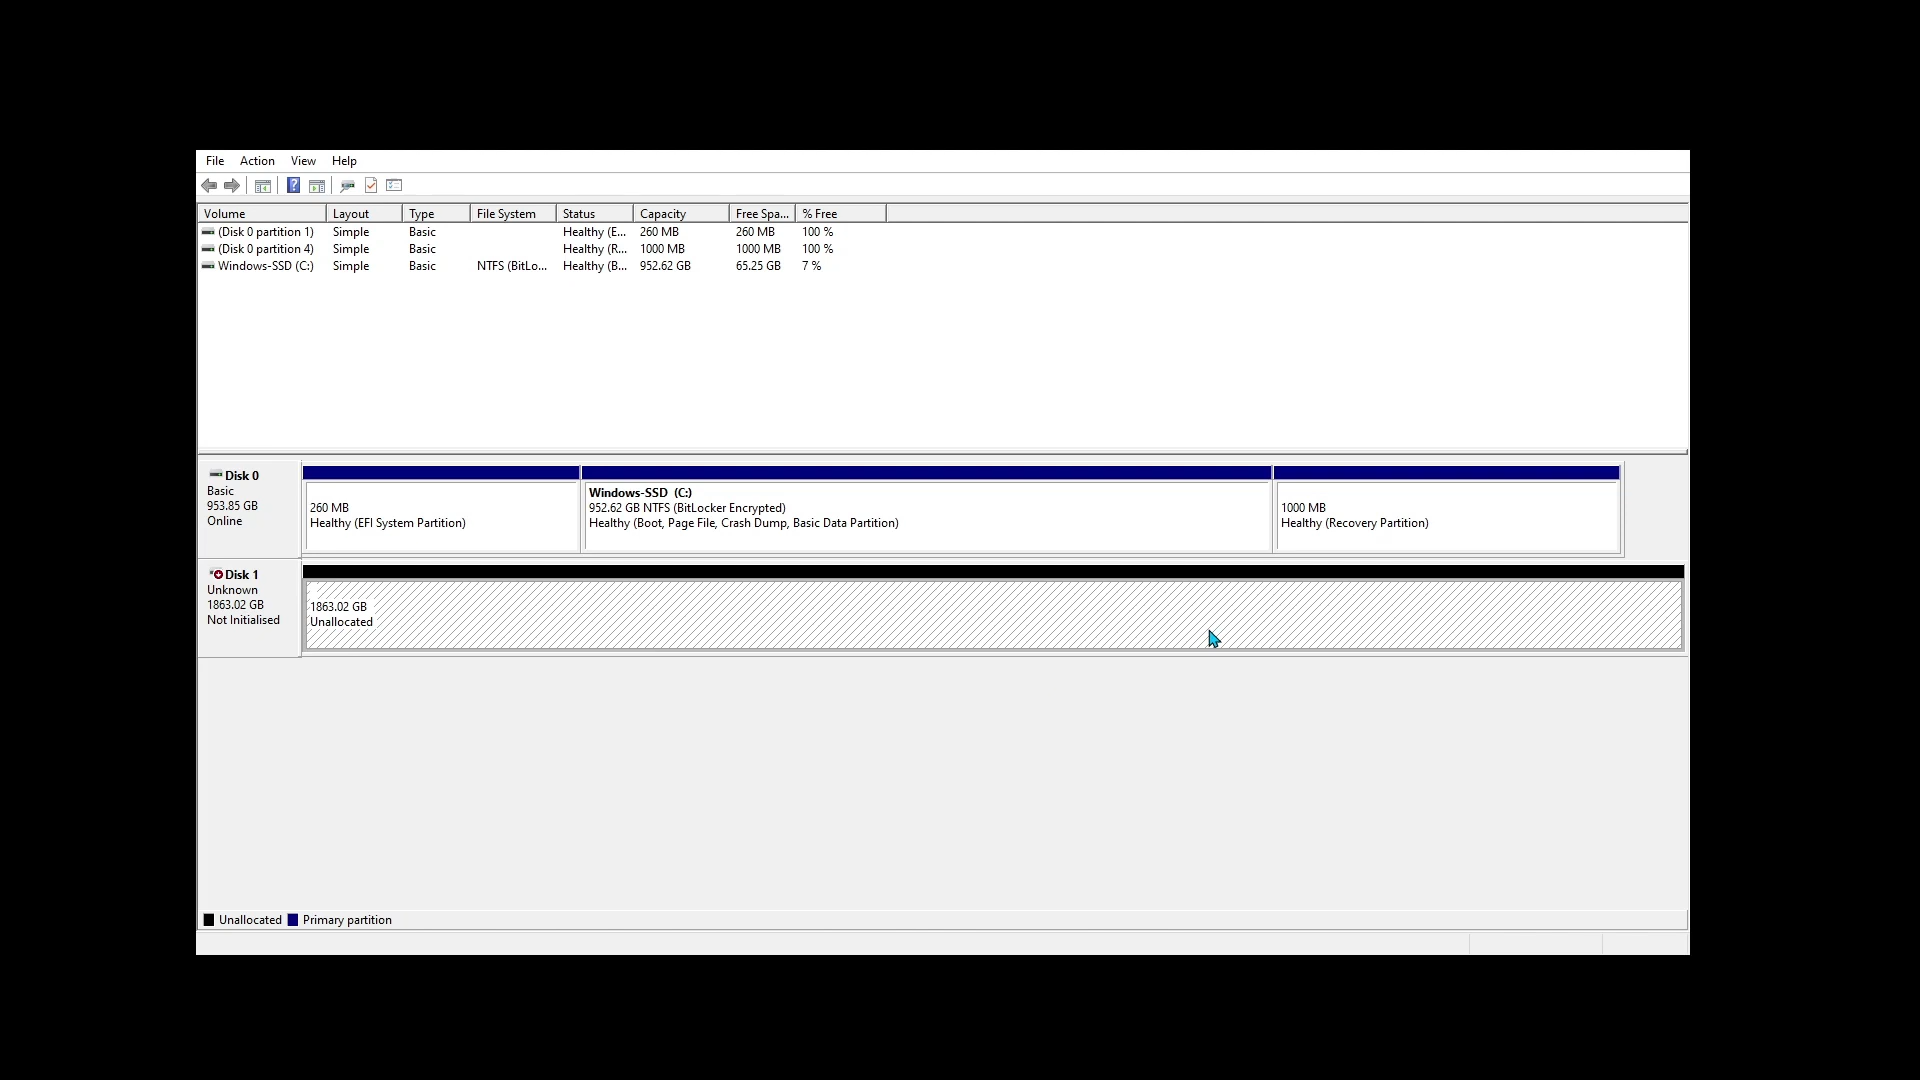 File Action View Help
Volume Layout Type File System Status Capacity Free Spa... % Free
(Disk 0 partition 1) Simple Basic Healthy (E... 260 MB 260 MB 100 %
(Disk 0 partition 4) Simple Basic Healthy (R... 1000 MB 1000 MB 100 %
Windows-SSD (C:) Simple Basic NTFS (BitLo... Healthy (B... 952.62 GB 65.25 GB 7 %
Disk 0
Basic
953.85 GB
Online
260 MB
Healthy (EFI System Partition)
Windows-SSD (C:)
952.62 GB NTFS (BitLocker Encrypted)
Healthy (Boot, Page File, Crash Dump, Basic Data Partition)
1000 MB
Healthy (Recovery Partition)
Disk 1
Unknown
1863.02 GB
Not Initialised
1863.02 GB
Unallocated
Unallocated Primary partition